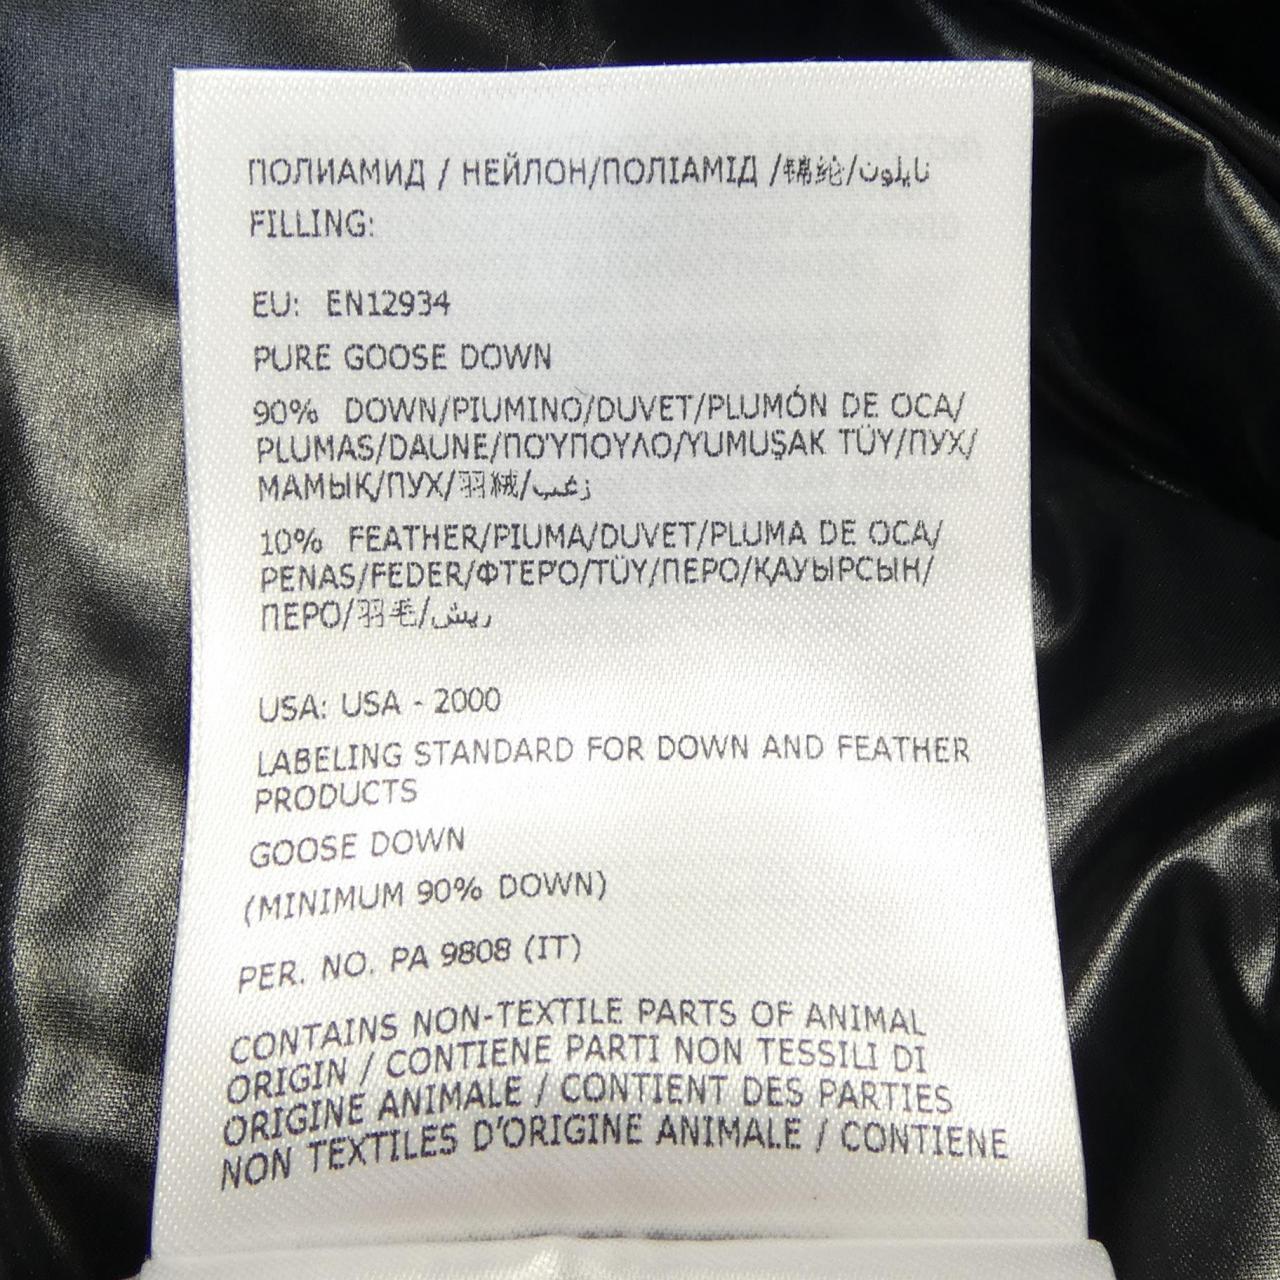 ПОЛИАМИД / НЕЙЛОН/ПОЛІАМІД /锦纶/نايلون
FILLING:
EU: EN12934
PURE GOOSE DOWN
90% DOWN/PIUMINO/DUVET/PLUMÓN DE OCA/
PLUMAS/DAUNE/ΠΟΎΠΟΥΛΟ/YUMUŞAK TÜY/ПУХ/
МАМЫҚ/ПУХ/羽绒/زغب
10% FEATHER/PIUMA/DUVET/PLUMA DE OCA/
PENAS/FEDER/ΦΤΕΡΌ/TÜY/ПЕРО/ҚАУЫРСЫН/
ПЕРО/羽毛/ريش
USA: USA - 2000
LABELING STANDARD FOR DOWN AND FEATHER
PRODUCTS
GOOSE DOWN
(MINIMUM 90% DOWN)
PER. NO. PA 9808 (IT)
CONTAINS NON-TEXTILE PARTS OF ANIMAL
ORIGIN / CONTIENE PARTI NON TESSILI DI
ORIGINE ANIMALE / CONTIENT DES PARTIES
NON TEXTILES D'ORIGINE ANIMALE / CONTIENE